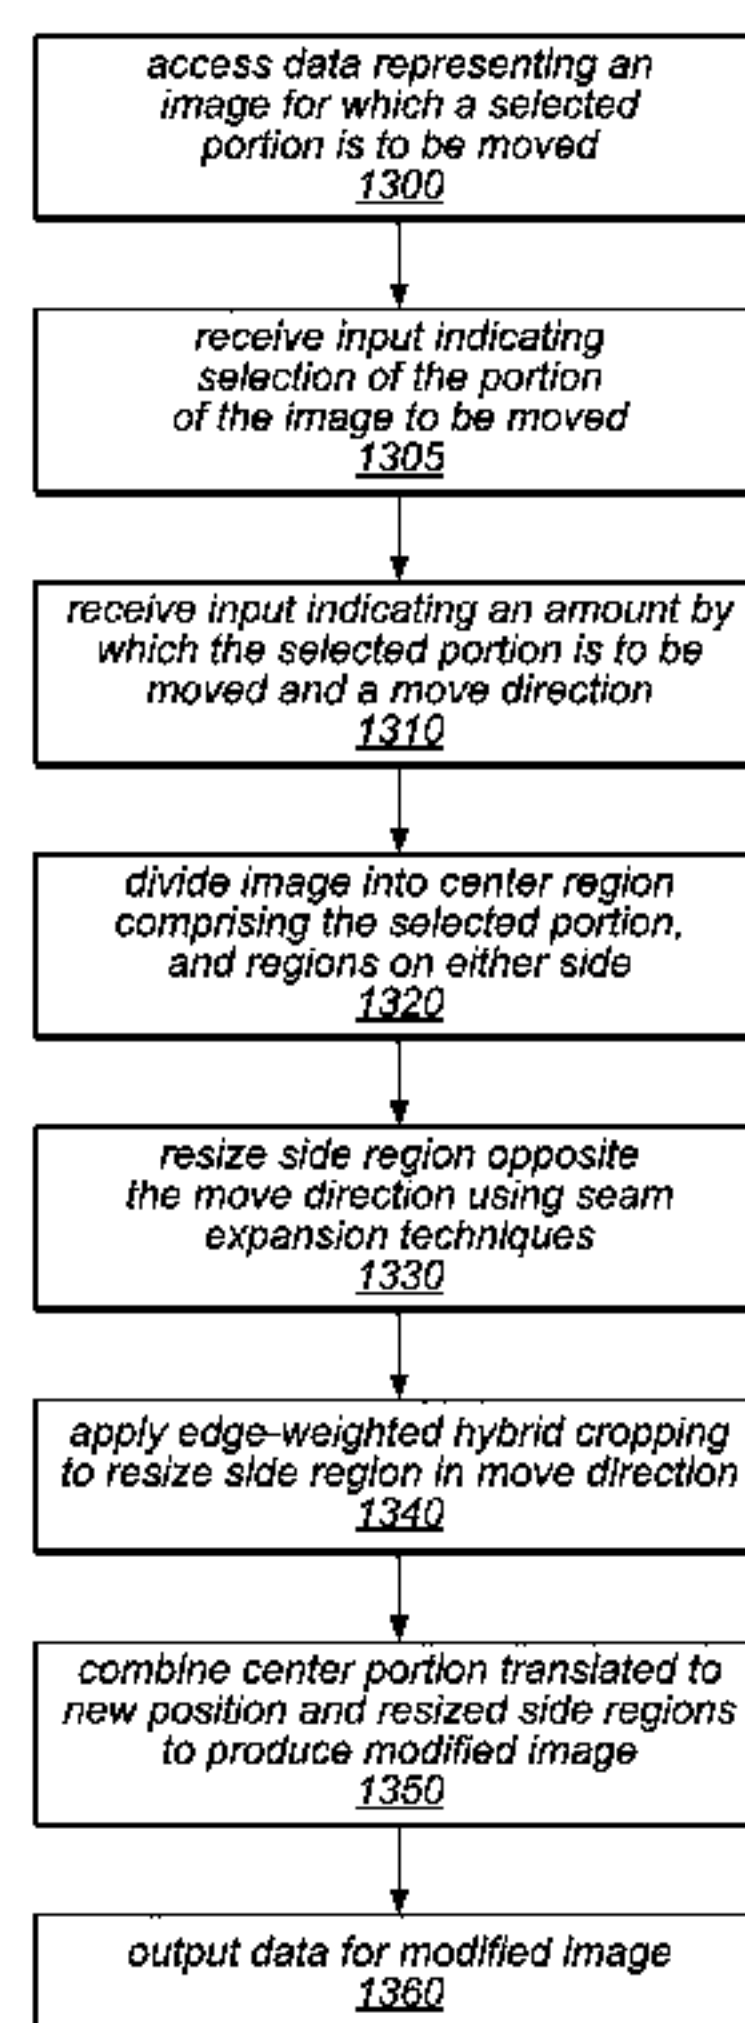 access data representing an
image for which a selected
portion is to be moved
1300
receive input indicating
selection of the portion
of the image to be moved
1305
receive input indicating an amount by
which the selected portion is to be
moved and a move direction
1310
divide image into center region
comprising the selected portion,
and regions on either side
1320
resize side region opposite
the move direction using seam
expansion techniques
1330
apply edge-weighted hybrid cropping
to resize side region in move direction
1340
combine center portion translated to
new position and resized side regions
to produce modified image
1350
output data for modified image
1360